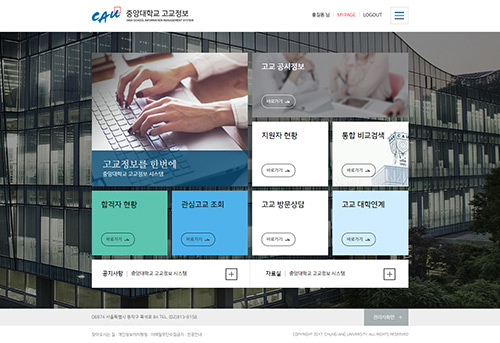 CAU 중앙대학교 고교정보
HIGH SCHOOL INFORMATION MANAGEMENT SYSTEM
홍길동 님 | MYPAGE | LOGOUT
고교 공시정보
바로가기
지원자 현황
바로가기
통합 비교검색
바로가기
고교정보를 한번에
중앙대학교 고교정보 시스템
합격자 현황
바로가기
관심고교 조회
바로가기
고교 방문상담
바로가기
고교 대학연계
바로가기
공지사항 | 중앙대학교 고교정보 시스템
자료실 | 중앙대학교 고교정보 시스템
06974 서울특별시 동작구 흑석로 84 TEL. (02)813-8158
관리자화면
찾아오시는 길 | 개인정보처리방침 | 이메일무단수집금지 | 오류안내
COPYRIGHT 2017. CHUNG-ANG UNIVERSITY. ALL RIGHTS RESERVED